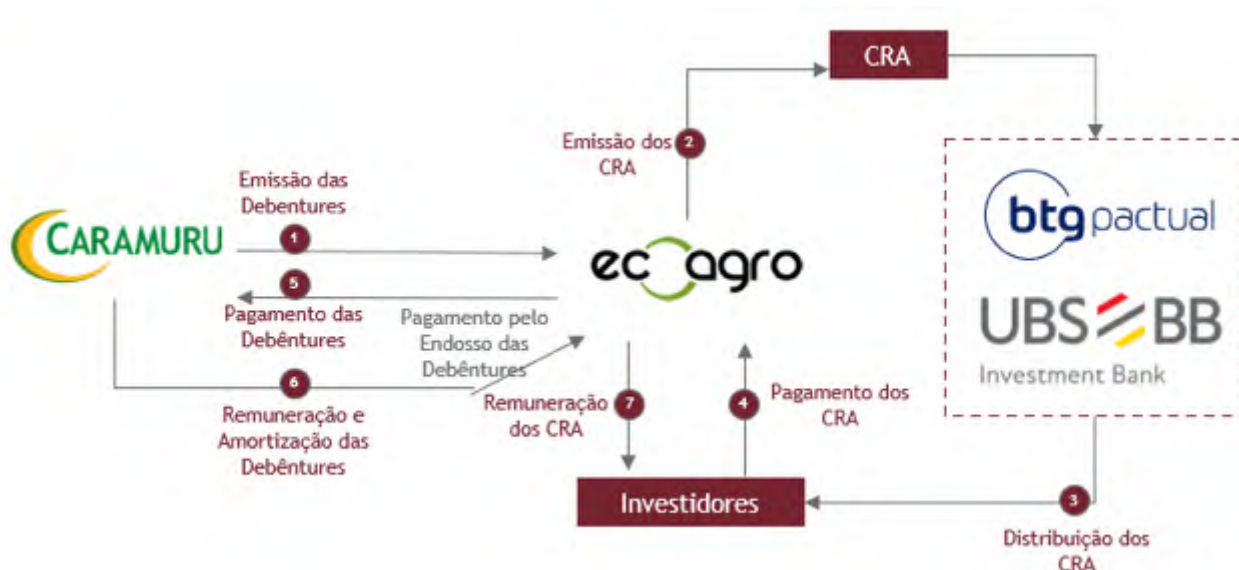 CRA
Emissão dos
CRA
2
Emissão das
Debentures
1
CARAMURU
ecoagro
btg pactual
UBS BB
Investment Bank
5
Pagamento das
Debêntures
Pagamento pelo
Endosso das
Debêntures
6
Remuneração e
Amortização das
Debêntures
Remuneração
dos CRA
7
4
Pagamento dos
CRA
Investidores
3
Distribuição dos
CRA